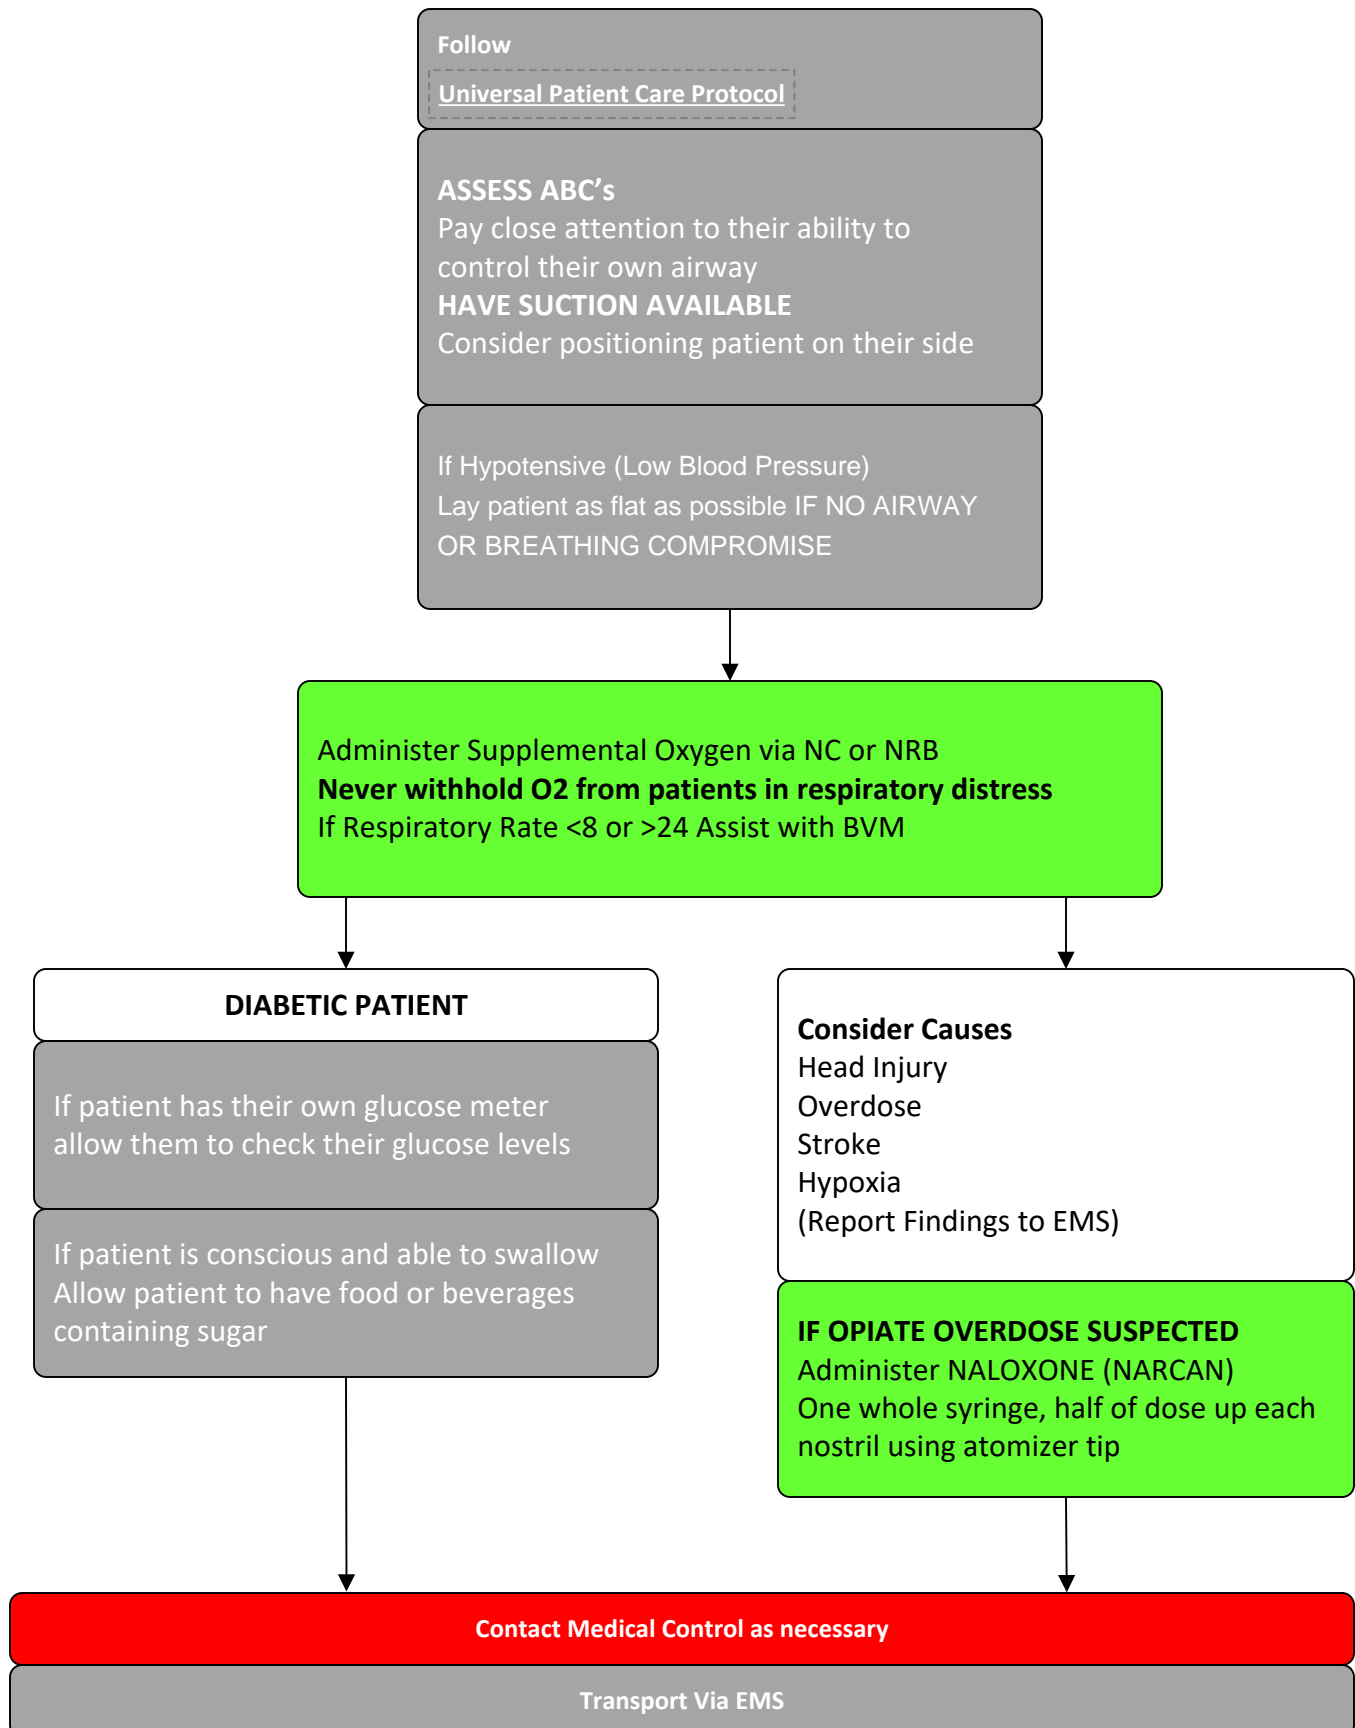 Follow
Universal Patient Care Protocol
ASSESS ABC’s
Pay close attention to their ability to
control their own airway
HAVE SUCTION AVAILABLE
Consider positioning patient on their side
If Hypotensive (Low Blood Pressure)
Lay patient as flat as possible IF NO AIRWAY
OR BREATHING COMPROMISE
Administer Supplemental Oxygen via NC or NRB
Never withhold O2 from patients in respiratory distress
If Respiratory Rate <8 or >24 Assist with BVM
DIABETIC PATIENT
If patient has their own glucose meter
allow them to check their glucose levels
If patient is conscious and able to swallow
Allow patient to have food or beverages
containing sugar
Consider Causes
Head Injury
Overdose
Stroke
Hypoxia
(Report Findings to EMS)
IF OPIATE OVERDOSE SUSPECTED
Administer NALOXONE (NARCAN)
One whole syringe, half of dose up each
nostril using atomizer tip
Contact Medical Control as necessary
Transport Via EMS